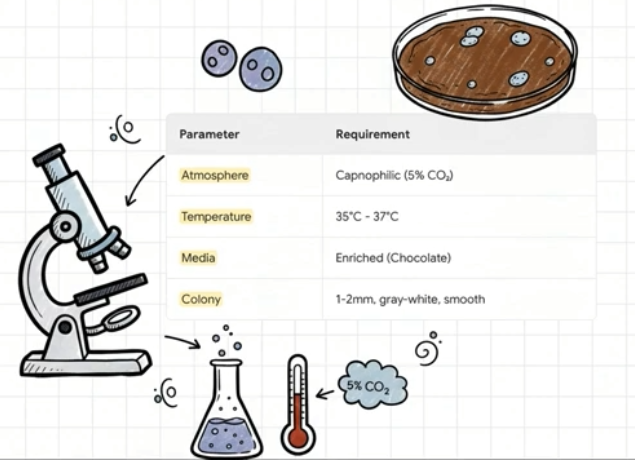 Parameter Requirement
Atmosphere Capnophilic (5% CO₂)
Temperature 35°C - 37°C
Media Enriched (Chocolate)
Colony 1-2mm, gray-white, smooth
5% CO₂